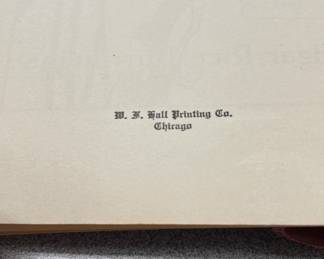 W. F. Hall Printing Co.
Chicago